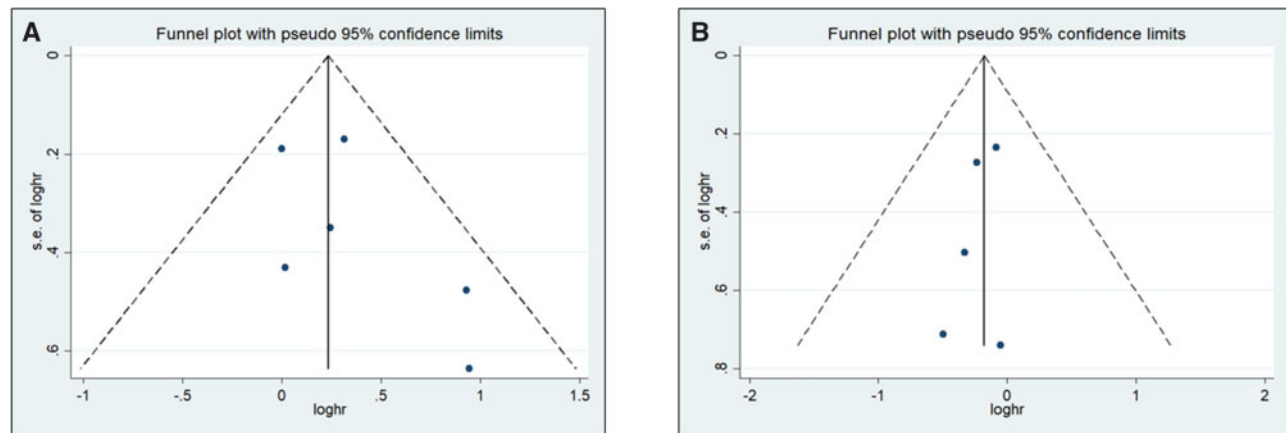 A
Funnel plot with pseudo 95% confidence limits
0
.2
.4
.6
s.e. of loghr
-1
-.5
0
.5
1
1.5
loghr
B
Funnel plot with pseudo 95% confidence limits
0
.2
.4
.6
.8
s.e. of loghr
-2
-1
0
1
2
loghr